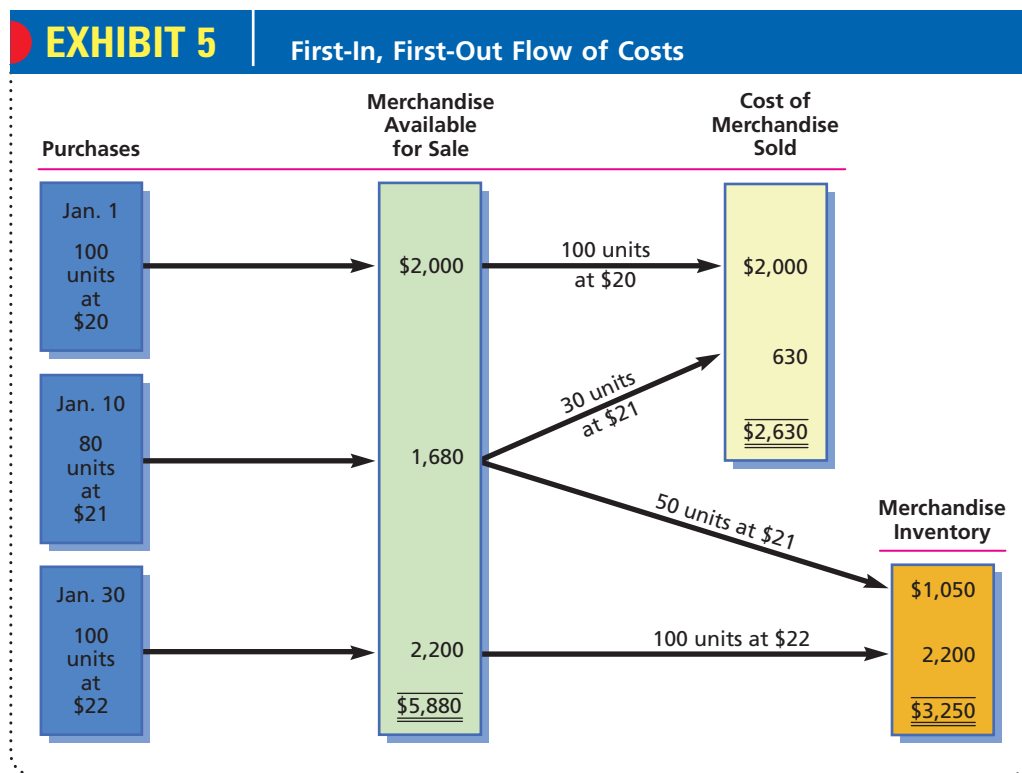 EXHIBIT 5
First-In, First-Out Flow of Costs
Purchases
Merchandise
Available
for Sale
Cost of
Merchandise
Sold
Jan. 1
100
units
at
$20
$2,000
100 units
at $20
$2,000
630
$2,630
30 units
at $21
Jan. 10
80
units
at
$21
1,680
50 units at $21
Merchandise
Inventory
$1,050
2,200
$3,250
Jan. 30
100
units
at
$22
2,200
$5,880
100 units at $22